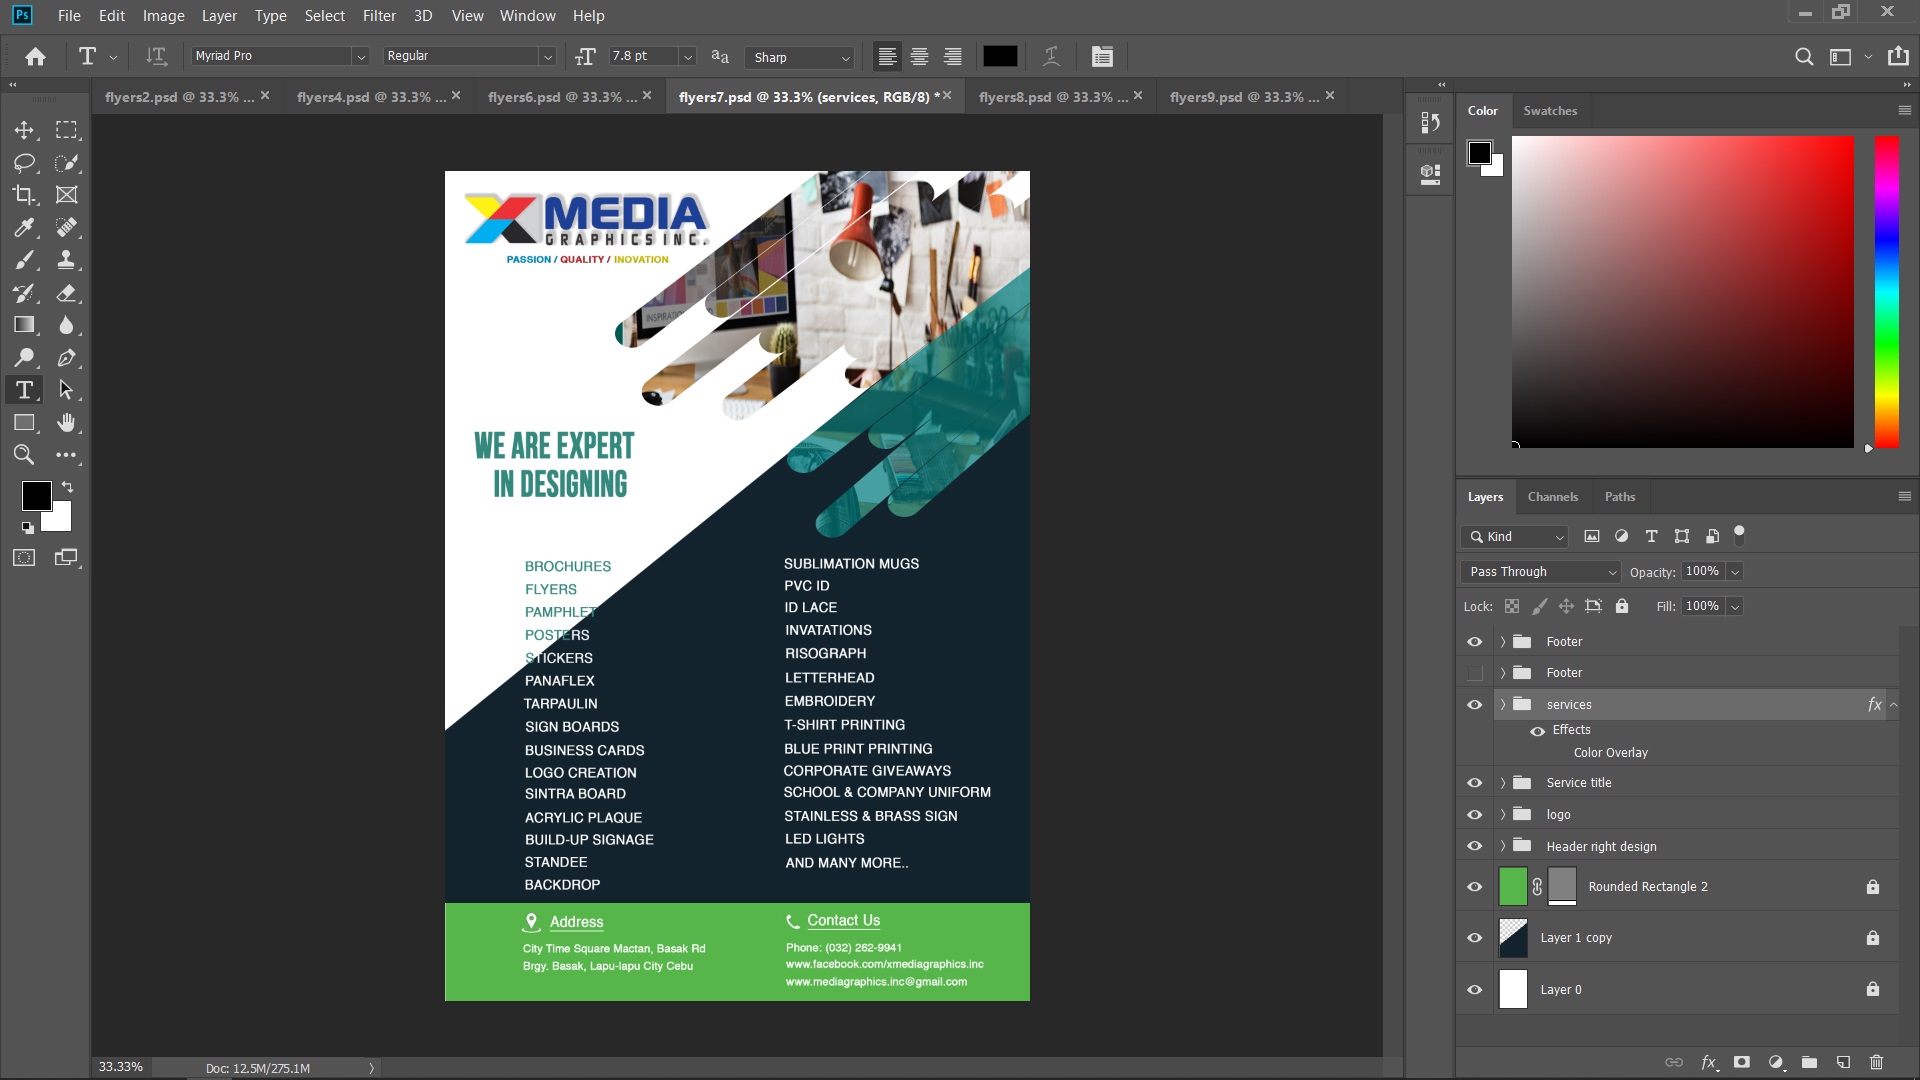 Ps File Edit Image Layer Type Select Filter 3D View Window Help
Myriad Pro Regular 7.8 pt Sharp
flyers2.psd @ 33.3% ... flyers4.psd @ 33.3% ... flyers6.psd @ 33.3% ... flyers7.psd @ 33.3% (services, RGB/8) * flyers8.psd @ 33.3% ... flyers9.psd @ 33.3% ...
X MEDIA
GRAPHICS INC.
PASSION / QUALITY / INOVATION
INSPIRATION
WE ARE EXPERT
IN DESIGNING
BROCHURES
FLYERS
PAMPHLET
POSTERS
STICKERS
PANAFLEX
TARPAULIN
SIGN BOARDS
BUSINESS CARDS
LOGO CREATION
SINTRA BOARD
ACRYLIC PLAQUE
BUILD-UP SIGNAGE
STANDEE
BACKDROP
SUBLIMATION MUGS
PVC ID
ID LACE
INVATATIONS
RISOGRAPH
LETTERHEAD
EMBROIDERY
T-SHIRT PRINTING
BLUE PRINT PRINTING
CORPORATE GIVEAWAYS
SCHOOL & COMPANY UNIFORM
STAINLESS & BRASS SIGN
LED LIGHTS
AND MANY MORE..
Address
City Time Square Mactan, Basak Rd
Brgy. Basak, Lapu-lapu City Cebu
Contact Us
Phone: (032) 262-9941
www.facebook.com/xmediagraphics.inc
www.mediagraphics.inc@gmail.com
33.33% Doc: 12.5M/275.1M
Color Swatches
Layers Channels Paths
Kind
Pass Through Opacity: 100%
Lock: Fill: 100%
Footer
Footer
services fx
Effects
Color Overlay
Service title
logo
Header right design
Rounded Rectangle 2
Layer 1 copy
Layer 0
fx